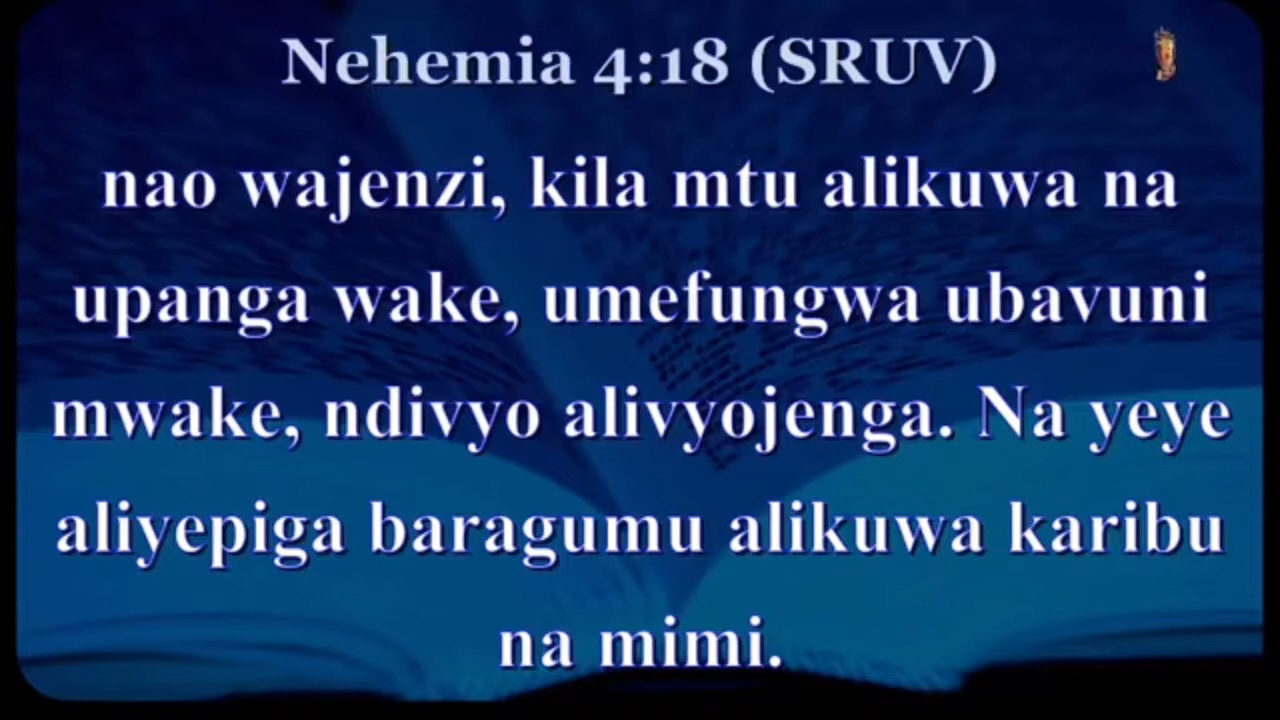 Nehemia 4:18 (SRUV)
nao wajenzi, kila mtu alikuwa na
upanga wake, umefungwa ubavuni
mwake, ndivyo alivyojenga. Na yeye
aliyepiga baragumu alikuwa karibu
na mimi.